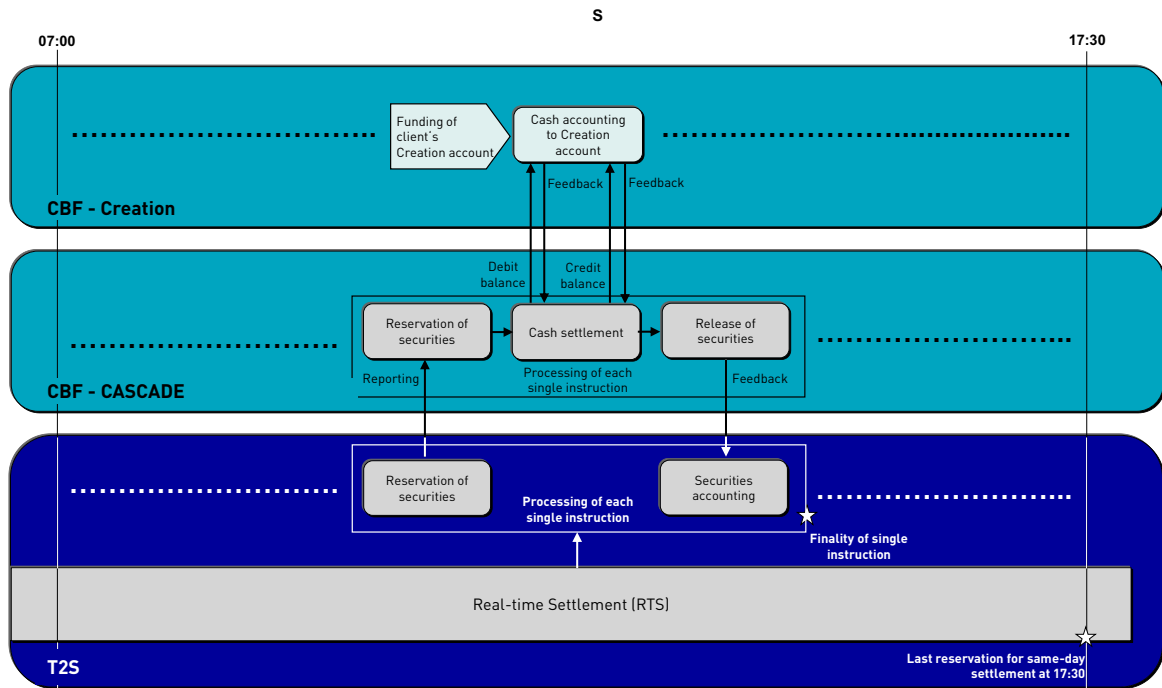 S
07:00
17:30
Funding of
client's
Creation account
Cash accounting
to Creation
account
Feedback
Feedback
CBF - Creation
Debit
balance
Credit
balance
Reservation of
securities
Cash settlement
Release of
securities
Processing of each
single instruction
Reporting
Feedback
CBF - CASCADE
Reservation of
securities
Securities
accounting
Processing of each
single instruction
Finality of single
instruction
Real-time Settlement (RTS)
T2S
Last reservation for same-day
settlement at 17:30